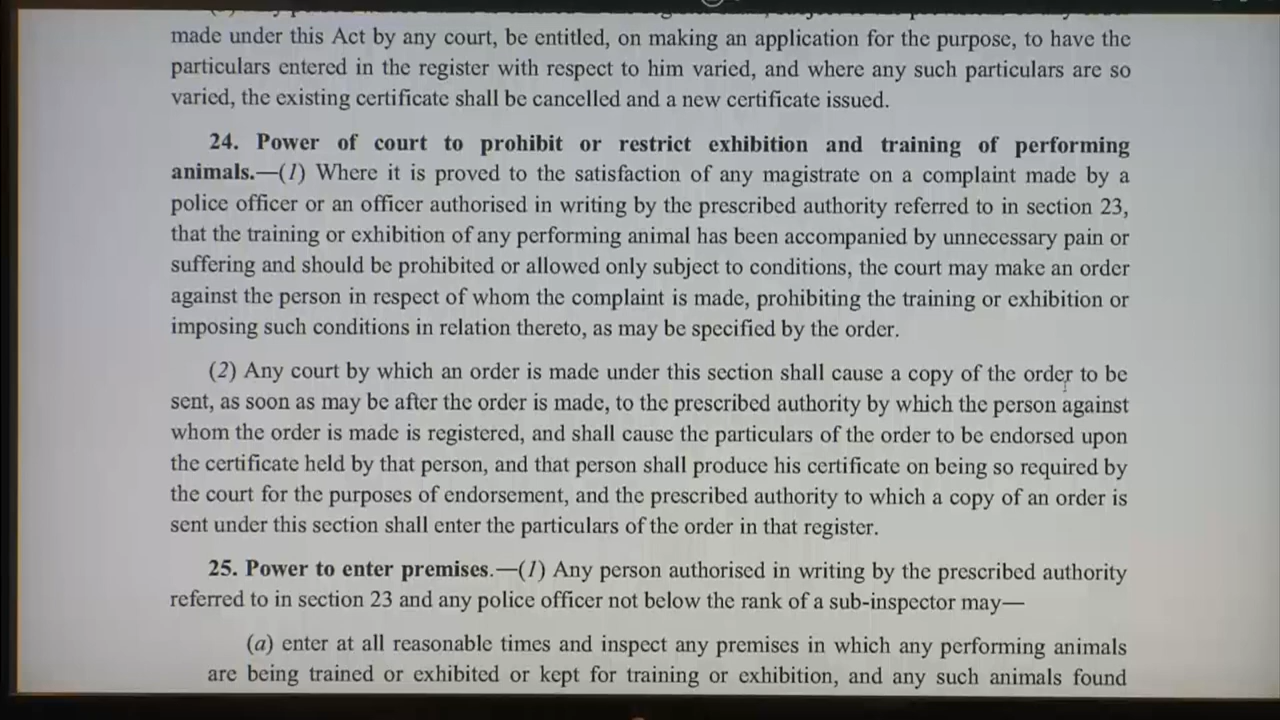 made under this Act by any court, be entitled, on making an application for the purpose, to have the
particulars entered in the register with respect to him varied, and where any such particulars are so
varied, the existing certificate shall be cancelled and a new certificate issued.
24. Power of court to prohibit or restrict exhibition and training of performing
animals.—(1) Where it is proved to the satisfaction of any magistrate on a complaint made by a
police officer or an officer authorised in writing by the prescribed authority referred to in section 23,
that the training or exhibition of any performing animal has been accompanied by unnecessary pain or
suffering and should be prohibited or allowed only subject to conditions, the court may make an order
against the person in respect of whom the complaint is made, prohibiting the training or exhibition or
imposing such conditions in relation thereto, as may be specified by the order.
(2) Any court by which an order is made under this section shall cause a copy of the order to be
sent, as soon as may be after the order is made, to the prescribed authority by which the person against
whom the order is made is registered, and shall cause the particulars of the order to be endorsed upon
the certificate held by that person, and that person shall produce his certificate on being so required by
the court for the purposes of endorsement, and the prescribed authority to which a copy of an order is
sent under this section shall enter the particulars of the order in that register.
25. Power to enter premises.—(1) Any person authorised in writing by the prescribed authority
referred to in section 23 and any police officer not below the rank of a sub-inspector may—
(a) enter at all reasonable times and inspect any premises in which any performing animals
are being trained or exhibited or kept for training or exhibition, and any such animals found